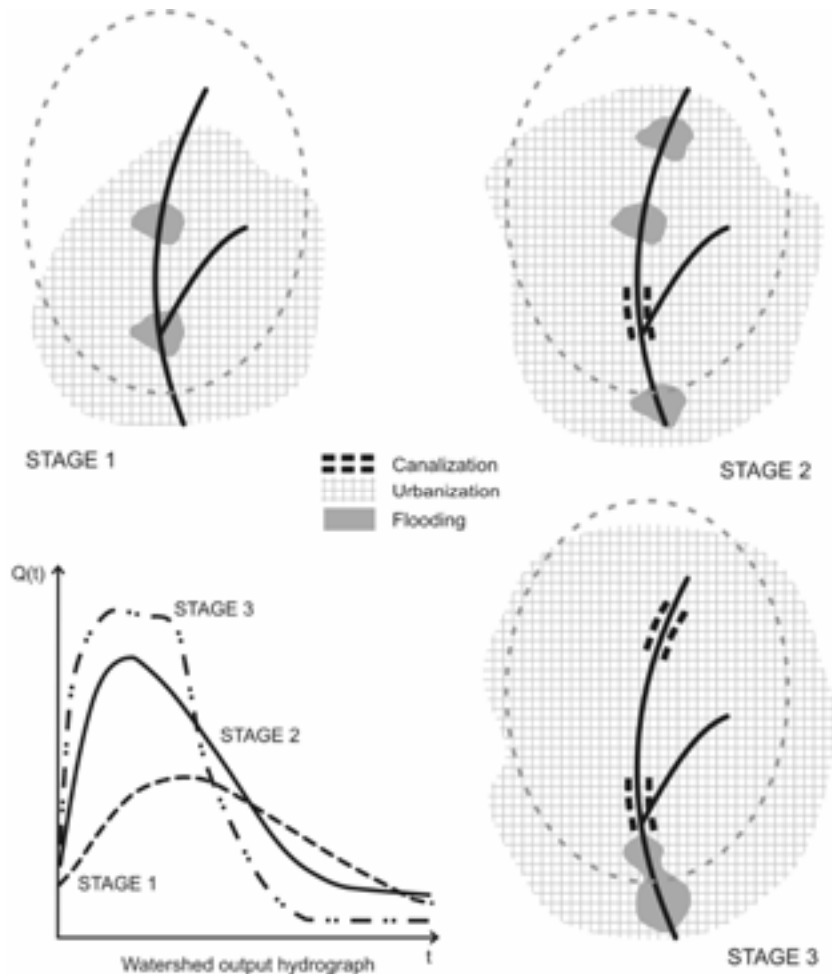 STAGE 1
STAGE 2
Canalization
Urbanization
Flooding
Q(t)
STAGE 3
STAGE 2
STAGE 1
t
Watershed output hydrograph
STAGE 3